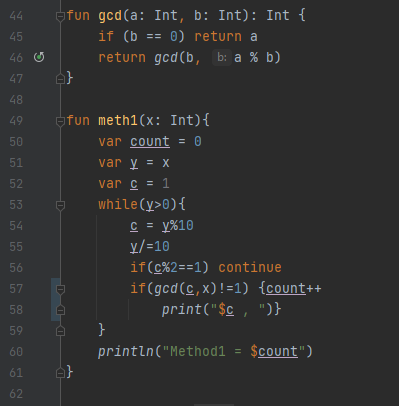 44 fun gcd(a: Int, b: Int): Int {
45     if (b == 0) return a
46     return gcd(b, b: a % b)
47 }
48
49 fun meth1(x: Int){
50     var count = 0
51     var y = x
52     var c = 1
53     while(y>0){
54         c = y%10
55         y/=10
56         if(c%2==1) continue
57         if(gcd(c,x)!=1) {count++
58             print("$c , ")}
59     }
60     println("Method1 = $count")
61 }
62